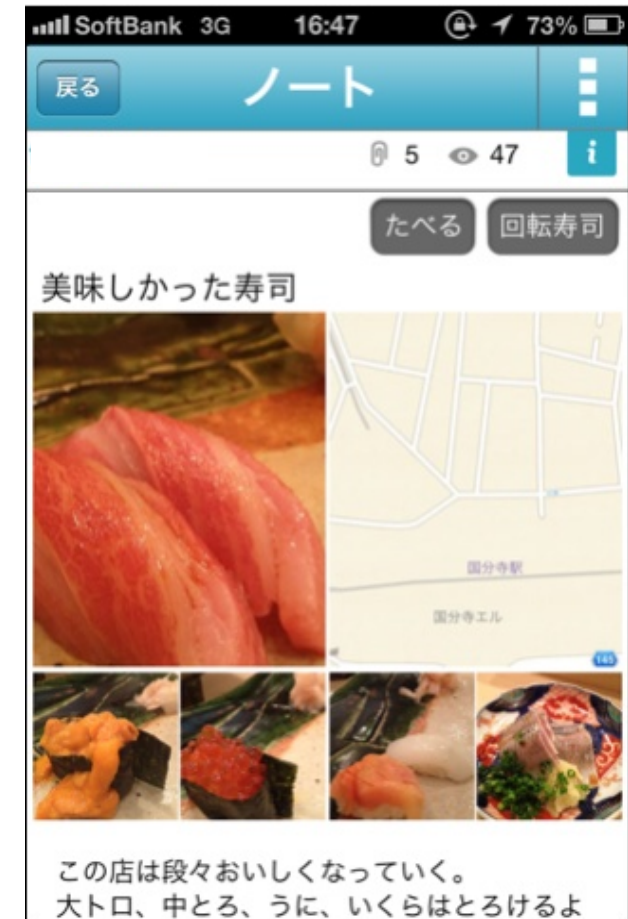 SoftBank 3G 16:47 73%
戻る ノート
5 47 i
たべる 回転寿司
美味しかった寿司
国分寺駅
国分寺エル
145
この店は段々おいしくなっていく。
大トロ、中とろ、うに、いくらはとろけるよ